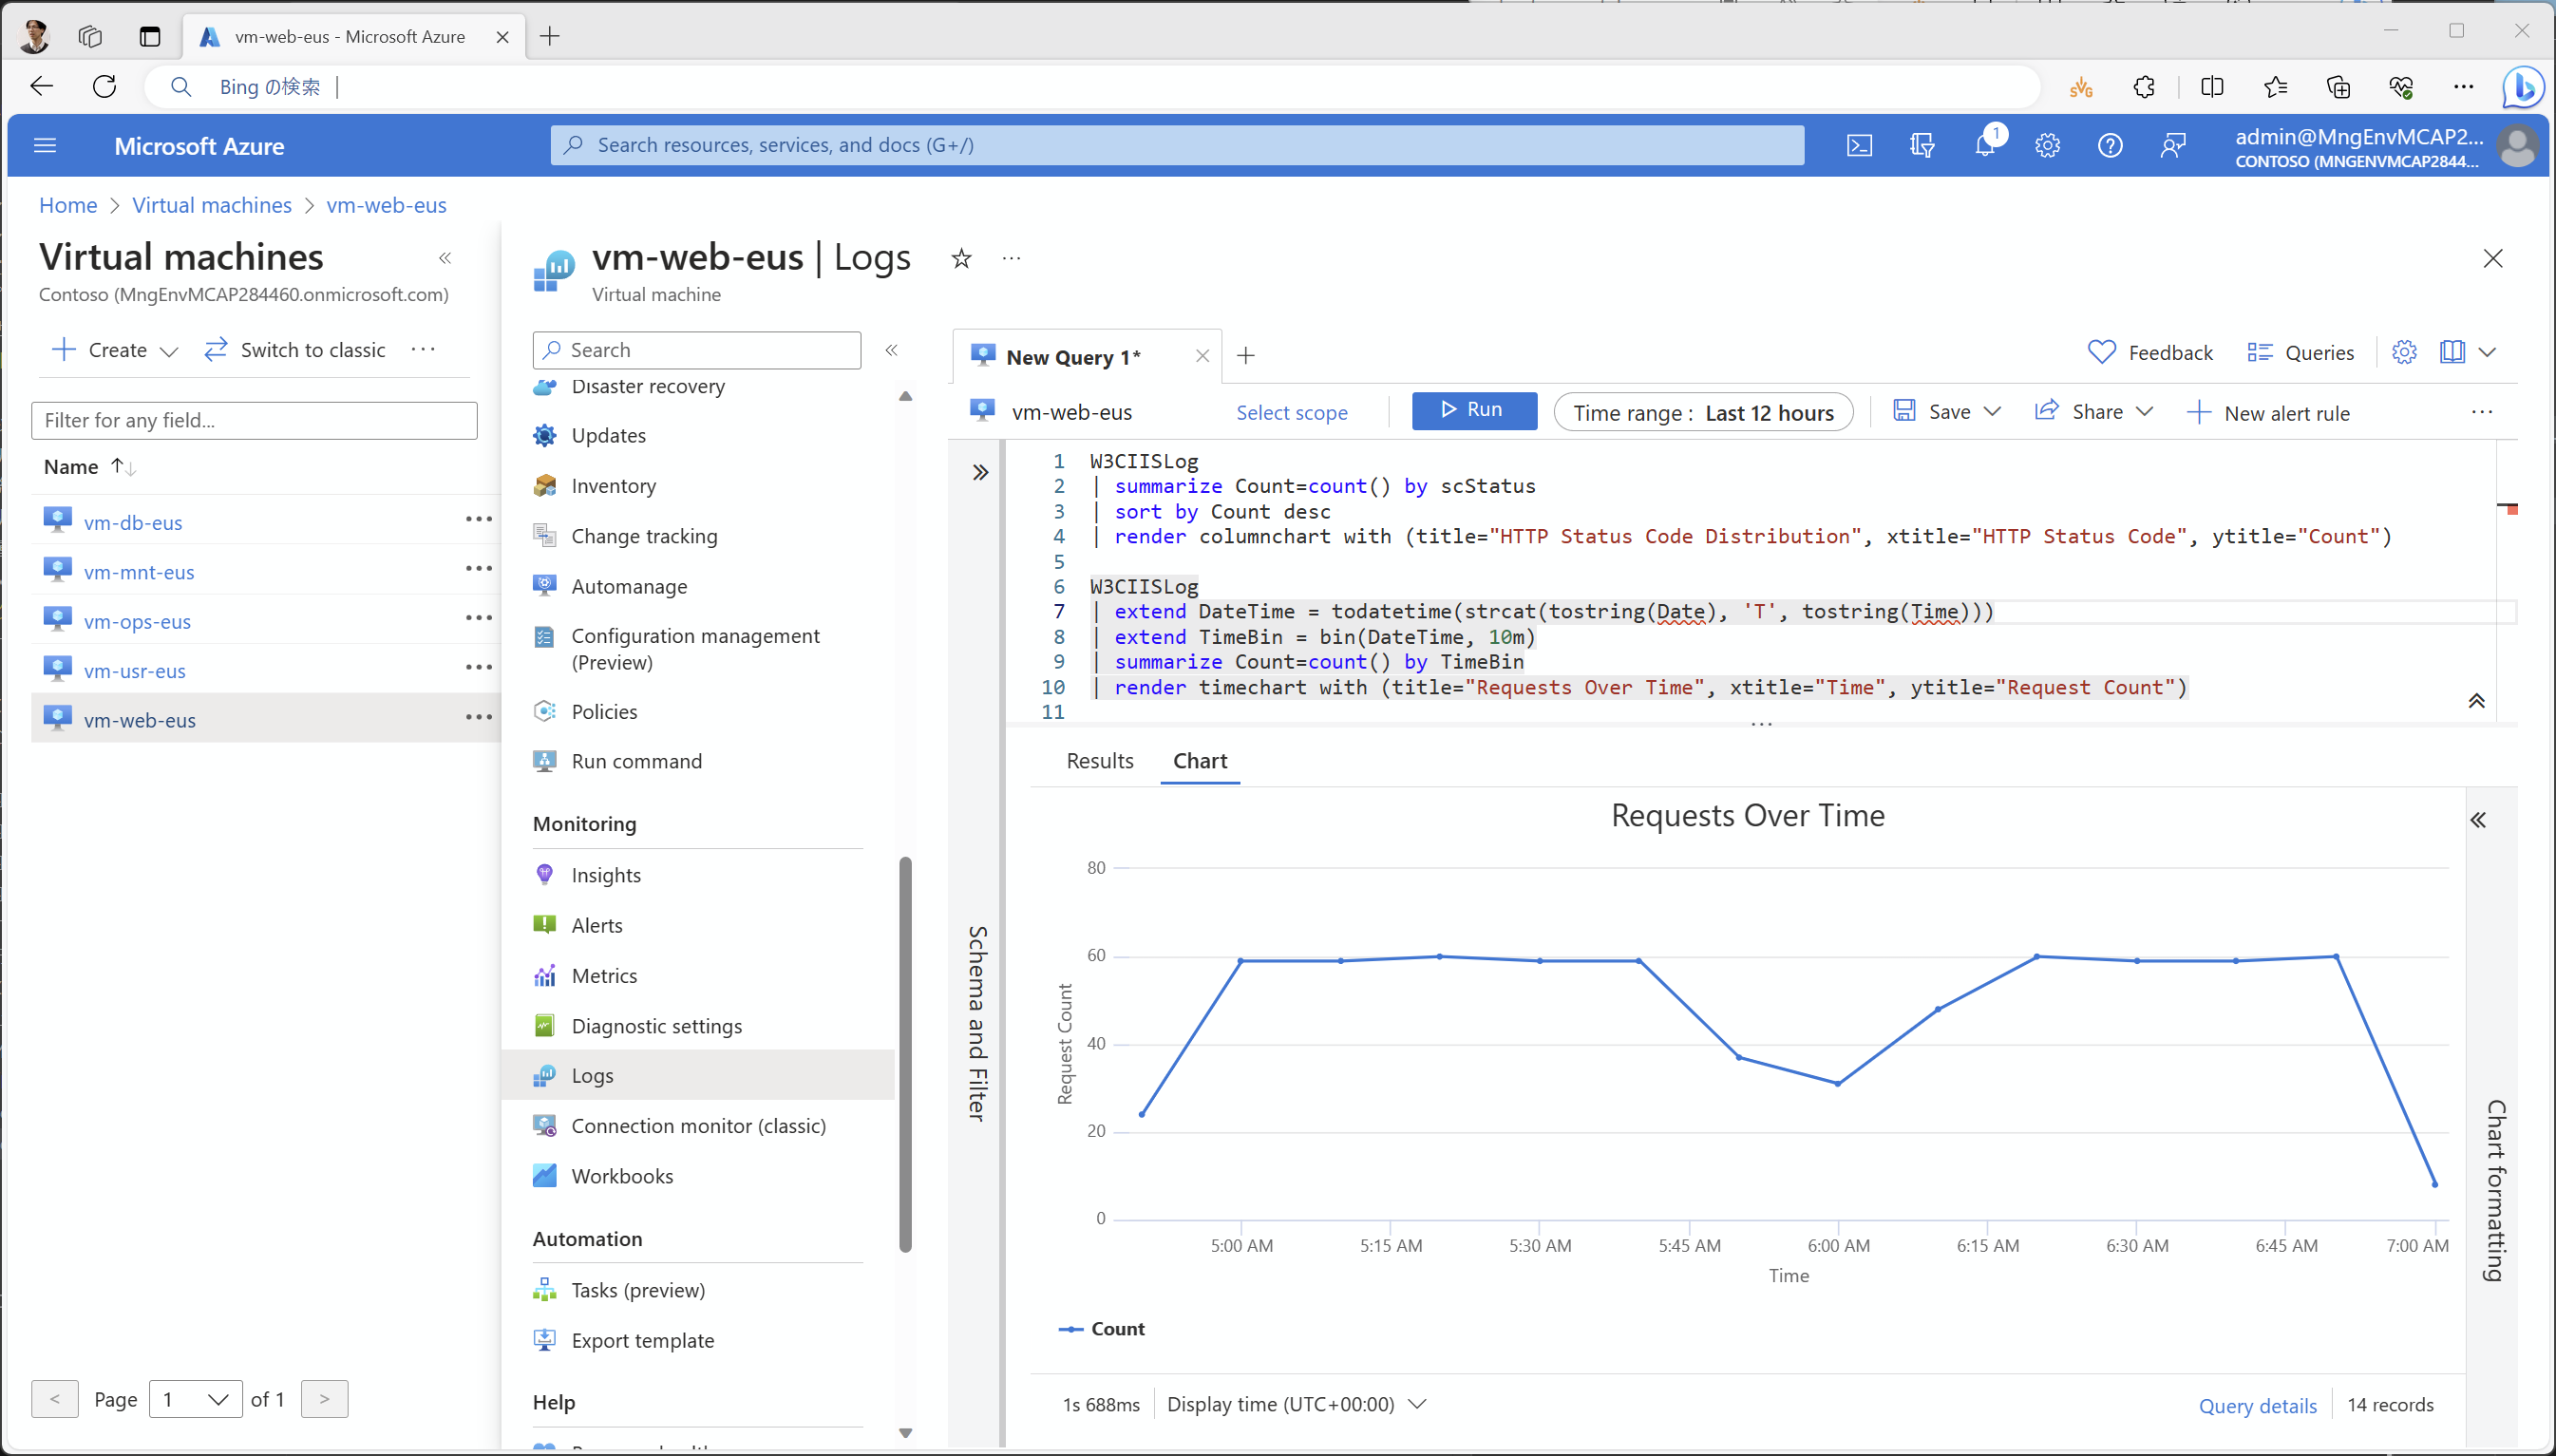 vm-web-eus - Microsoft Azure
Bing の検索
SVG
Microsoft Azure
Search resources, services, and docs (G+/)
1
admin@MngEnvMCAP2...
CONTOSO (MNGENVMCAP2844...
Home > Virtual machines > vm-web-eus
Virtual machines
Contoso (MngEnvMCAP284460.onmicrosoft.com)
Create
Switch to classic
Filter for any field...
Name
vm-db-eus
vm-mnt-eus
vm-ops-eus
vm-usr-eus
vm-web-eus
< Page 1 of 1 >
vm-web-eus | Logs
Virtual machine
Search
Disaster recovery
Updates
Inventory
Change tracking
Automanage
Configuration management
(Preview)
Policies
Run command
Monitoring
Insights
Alerts
Metrics
Diagnostic settings
Logs
Connection monitor (classic)
Workbooks
Automation
Tasks (preview)
Export template
Help
New Query 1*
Feedback
Queries
vm-web-eus
Select scope
Run
Time range : Last 12 hours
Save
Share
New alert rule
Schema and Filter
1 W3CIISLog
2 | summarize Count=count() by scStatus
3 | sort by Count desc
4 | render columnchart with (title="HTTP Status Code Distribution", xtitle="HTTP Status Code", ytitle="Count")
5
6 W3CIISLog
7 | extend DateTime = todatetime(strcat(tostring(Date), 'T', tostring(Time)))
8 | extend TimeBin = bin(DateTime, 10m)
9 | summarize Count=count() by TimeBin
10 | render timechart with (title="Requests Over Time", xtitle="Time", ytitle="Request Count")
11
Results
Chart
Requests Over Time
80
60
40
20
0
Request Count
5:00 AM
5:15 AM
5:30 AM
5:45 AM
6:00 AM
6:15 AM
6:30 AM
6:45 AM
7:00 AM
Time
Count
Chart formatting
1s 688ms
Display time (UTC+00:00)
Query details
14 records